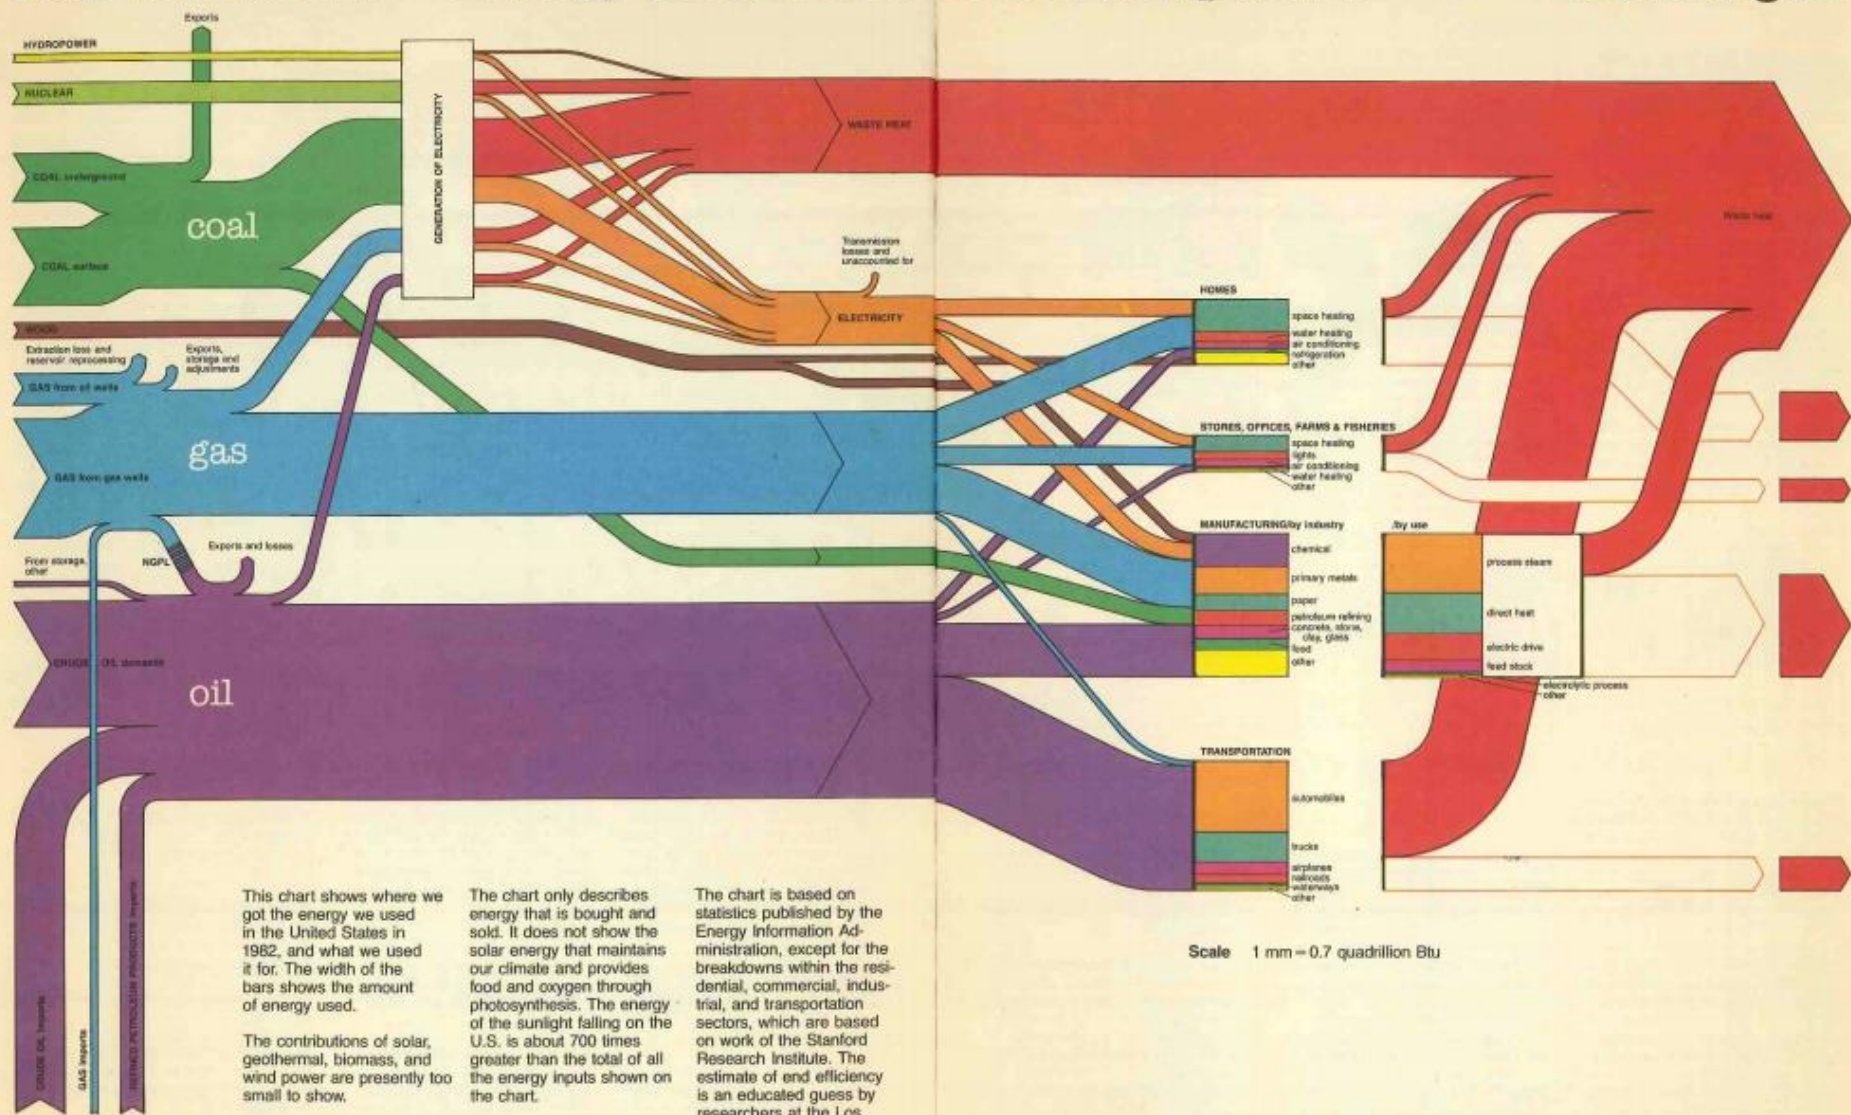 Exports
HYDROPOWER
NUCLEAR
COAL underground
coal
COAL surface
WOOD
Extraction loss and
reservoir reprocessing
Exports,
storage and
adjustments
GAS from oil wells
gas
GAS from gas wells
From storage,
other
NGPL
Exports and losses
CRUDE OIL domestic
oil
CRUDE OIL imports
GAS imports
REFINED PETROLEUM PRODUCTS imports
GENERATION OF ELECTRICITY
WASTE HEAT
Transmission
losses and
unaccounted for
ELECTRICITY
HOMES
space heating
water heating
air conditioning
refrigeration
other
STORES, OFFICES, FARMS & FISHERIES
space heating
lights
air conditioning
water heating
other
MANUFACTURING/by industry
chemical
primary metals
paper
petroleum refining
concrete, stone,
clay, glass
food
other
/by use
process steam
direct heat
electric drive
feed stock
electrolytic process
other
TRANSPORTATION
automobiles
trucks
airplanes
railroads
waterways
other
Waste heat
This chart shows where we
got the energy we used
in the United States in
1982, and what we used
it for. The width of the
bars shows the amount
of energy used.
The contributions of solar,
geothermal, biomass, and
wind power are presently too
small to show.
The chart only describes
energy that is bought and
sold. It does not show the
solar energy that maintains
our climate and provides
food and oxygen through
photosynthesis. The energy
of the sunlight falling on the
U.S. is about 700 times
greater than the total of all
the energy inputs shown on
the chart.
The chart is based on
statistics published by the
Energy Information Ad-
ministration, except for the
breakdowns within the resi-
dential, commercial, indus-
trial, and transportation
sectors, which are based
on work of the Stanford
Research Institute. The
estimate of end efficiency
is an educated guess by
researchers at the Los
Scale 1 mm = 0.7 quadrillion Btu